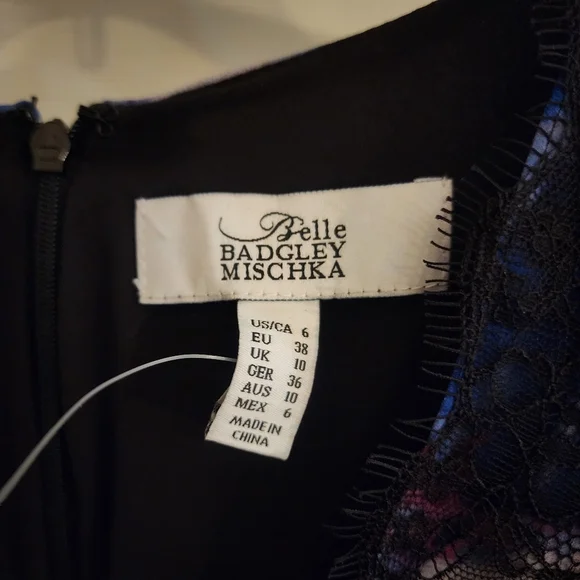 Belle
BADGLEY
MISCHKA
US/CA 6
EU 38
UK 10
GER 36
AUS 10
MEX 6
MADE IN
CHINA